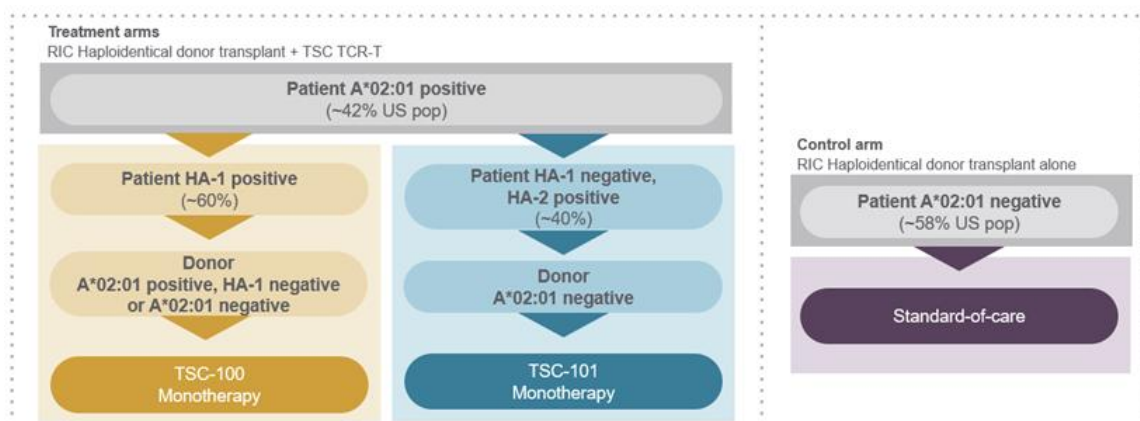 Treatment arms
RIC Haploidentical donor transplant + TSC TCR-T
Patient A*02:01 positive
(~42% US pop)
Patient HA-1 positive
(~60%)
Donor
A*02:01 positive, HA-1 negative
or A*02:01 negative
TSC-100
Monotherapy
Patient HA-1 negative,
HA-2 positive
(~40%)
Donor
A*02:01 negative
TSC-101
Monotherapy
Control arm
RIC Haploidentical donor transplant alone
Patient A*02:01 negative
(~58% US pop)
Standard-of-care